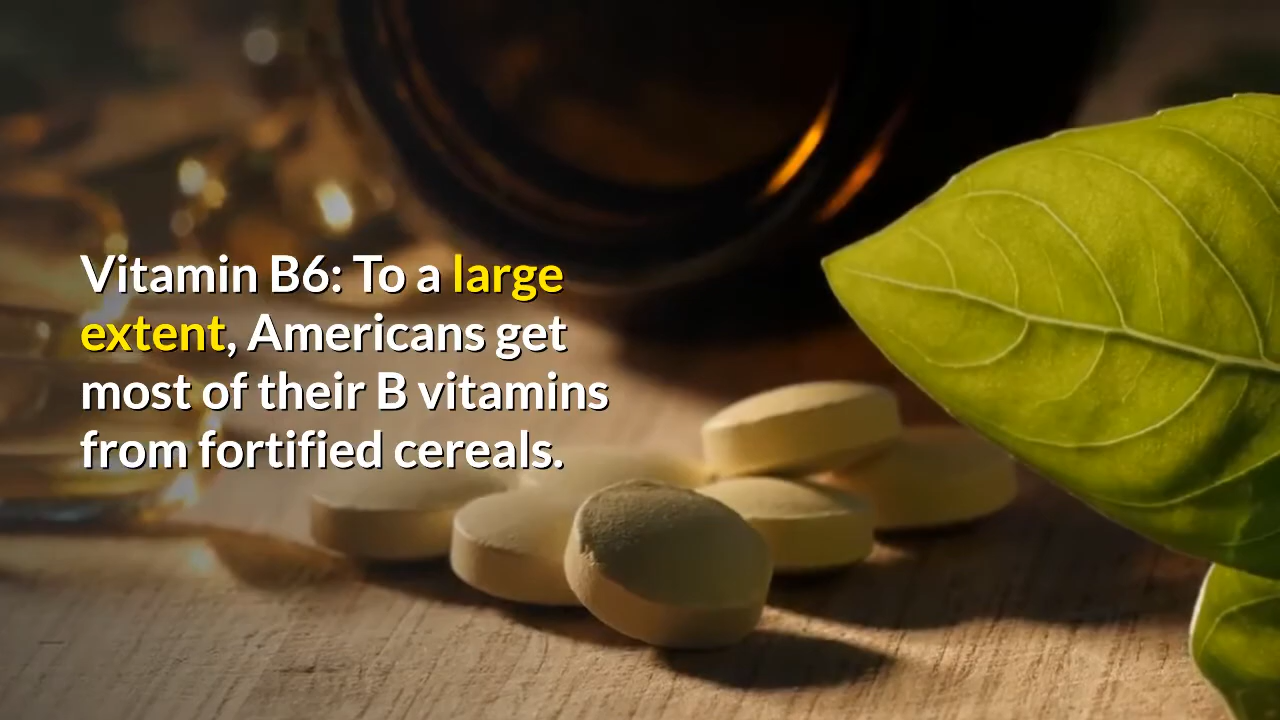 Vitamin B6: To a large
extent, Americans get
most of their B vitamins
from fortified cereals.